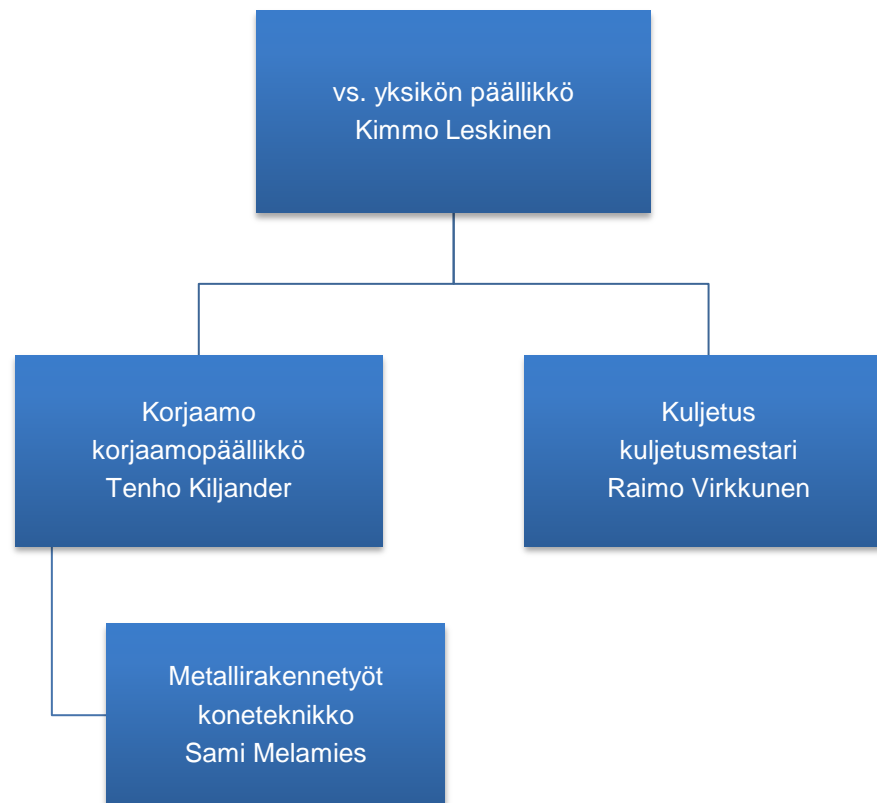 vs. yksikön päällikkö
Kimmo Leskinen
Korjaamo
korjaamopäällikkö
Tenho Kiljander
Kuljetus
kuljetusmestari
Raimo Virkkunen
Metallirakennetyöt
koneteknikko
Sami Melamies